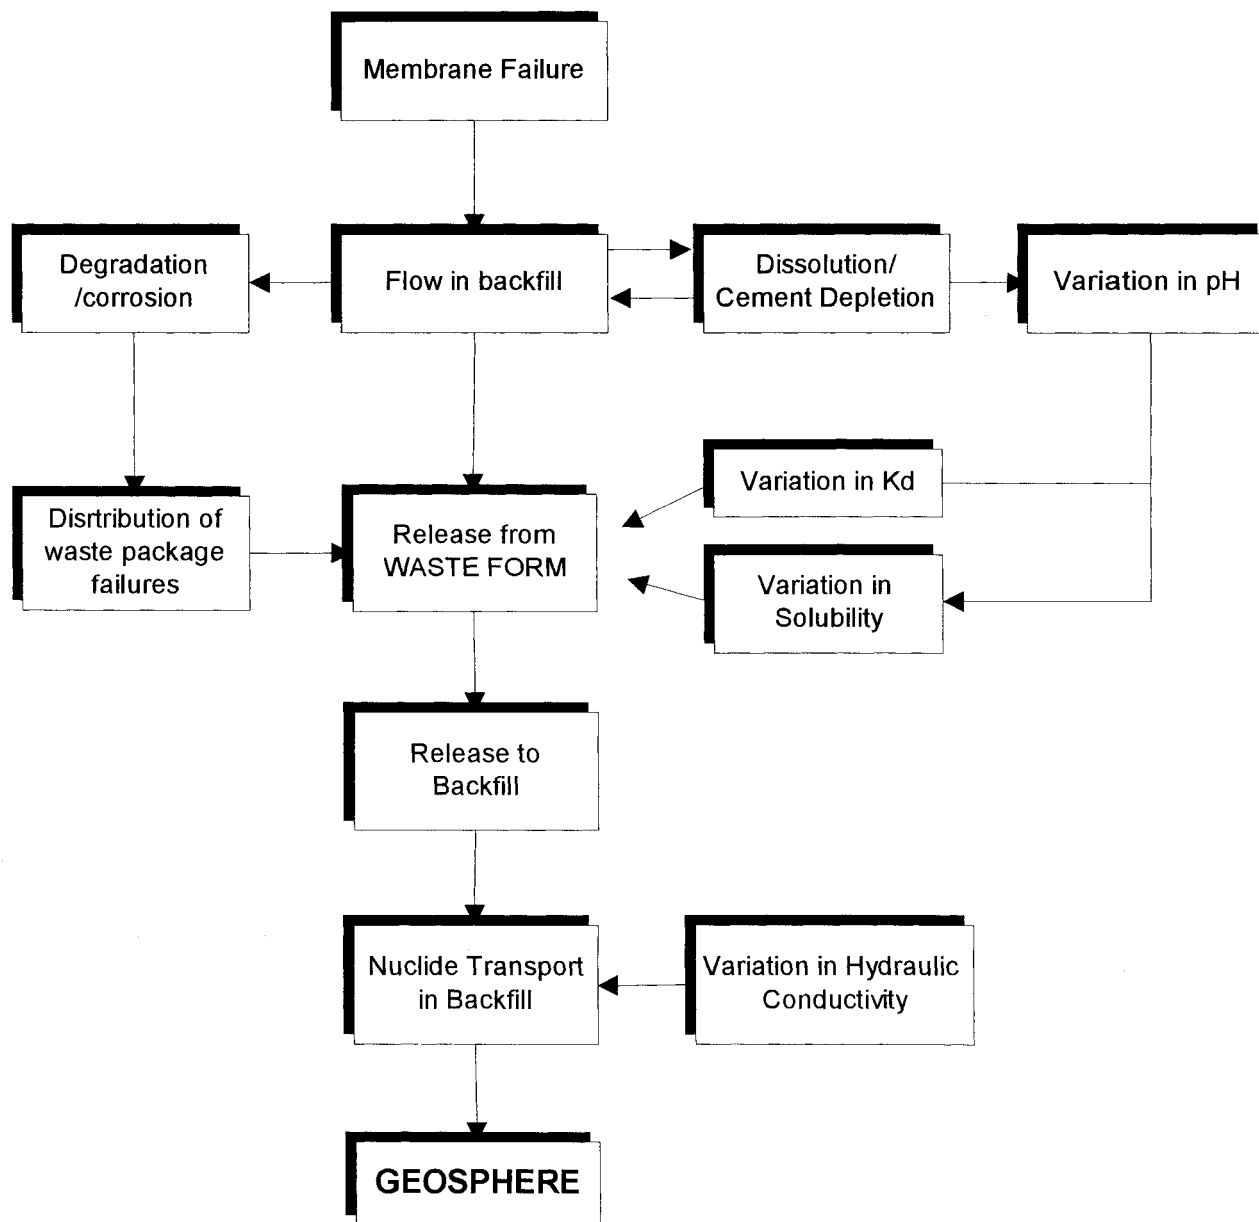 Membrane Failure
Degradation
/corrosion
Flow in backfill
Dissolution/
Cement Depletion
Variation in pH
Variation in Kd
Disrtribution of
waste package
failures
Release from
WASTE FORM
Variation in
Solubility
Release to
Backfill
Nuclide Transport
in Backfill
Variation in Hydraulic
Conductivity
GEOSPHERE